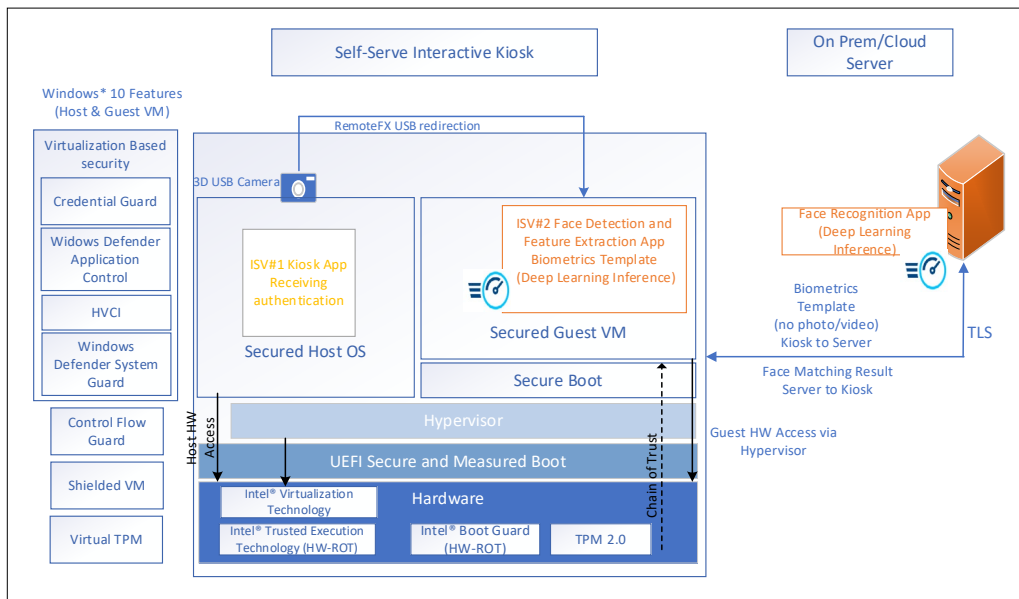 Self-Serve Interactive Kiosk
On Prem/Cloud
Server
Windows* 10 Features
(Host & Guest VM)
Virtualization Based
security
Credential Guard
Widows Defender
Application
Control
HVCI
Windows
Defender System
Guard
Control Flow
Guard
Shielded VM
Virtual TPM
RemoteFX USB redirection
3D USB Camera
ISV#1 Kiosk App
Receiving
authentication
Secured Host OS
ISV#2 Face Detection and
Feature Extraction App
Biometrics Template
(Deep Learning Inference)
Secured Guest VM
Secure Boot
Hypervisor
UEFI Secure and Measured Boot
Host HW
Access
Hardware
Intel® Virtualization
Technology
Intel® Trusted Execution
Technology (HW-ROT)
Intel® Boot Guard
(HW-ROT)
TPM 2.0
Chain of Trust
Guest HW Access via
Hypervisor
Face Recognition App
(Deep Learning
Inference)
Biometrics
Template
(no photo/video)
Kiosk to Server
TLS
Face Matching Result
Server to Kiosk